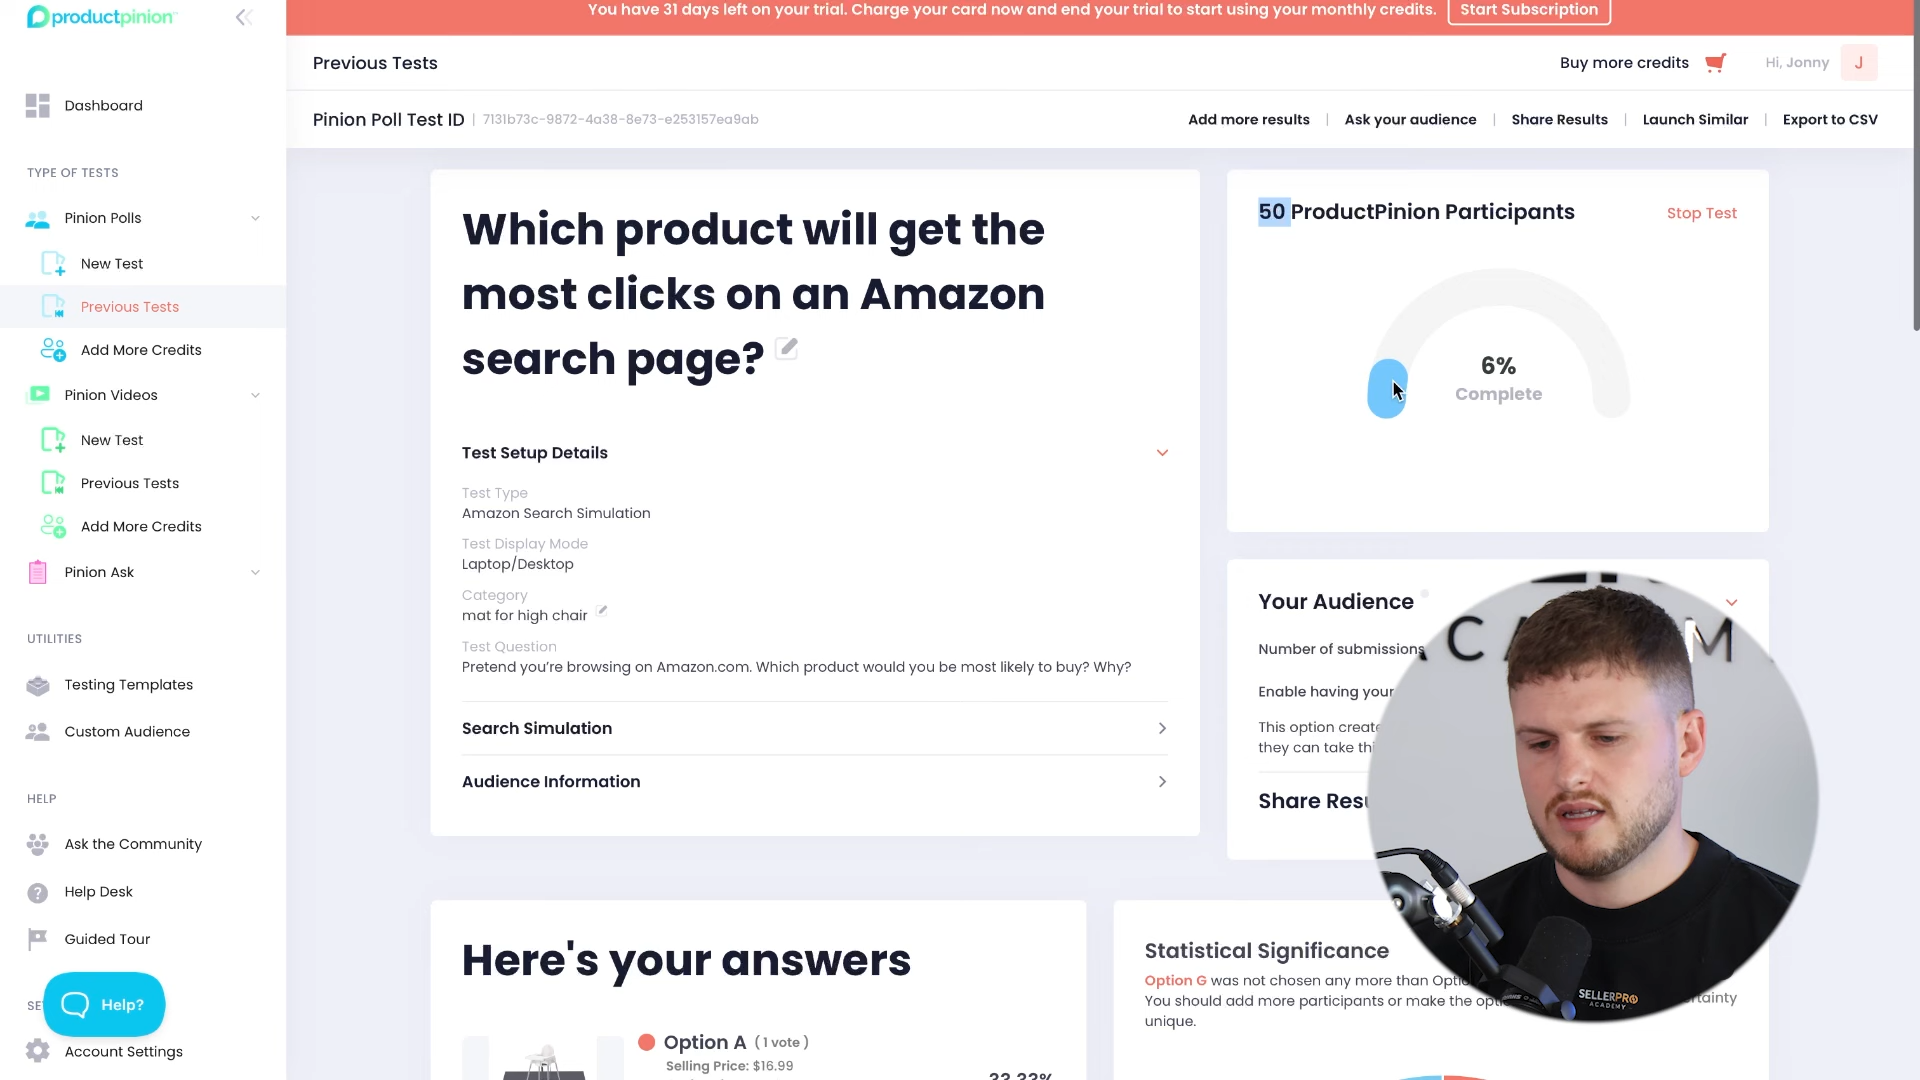 productpinion
You have 31 days left on your trial. Charge your card now and end your trial to start using your monthly credits.
Start Subscription
Previous Tests
Buy more credits
Hi, Jonny
J
Pinion Poll Test ID | 7131b73c-9872-4a38-8e73-e253157ea9ab
Add more results | Ask your audience | Share Results | Launch Similar | Export to CSV
Dashboard
TYPE OF TESTS
Pinion Polls
New Test
Previous Tests
Add More Credits
Pinion Videos
New Test
Previous Tests
Add More Credits
Pinion Ask
UTILITIES
Testing Templates
Custom Audience
HELP
Ask the Community
Help Desk
Guided Tour
SE
Help?
Account Settings
Which product will get the
most clicks on an Amazon
search page?
Test Setup Details
Test Type
Amazon Search Simulation
Test Display Mode
Laptop/Desktop
Category
mat for high chair
Test Question
Pretend you're browsing on Amazon.com. Which product would you be most likely to buy? Why?
Search Simulation
Audience Information
50 ProductPinion Participants
Stop Test
6%
Complete
Your Audience
Number of submissions
Enable having your
This option create
they can take thi
Share Resu
Here's your answers
Option A ( 1 vote )
Selling Price: $16.99
33.33%
Statistical Significance
Option G was not chosen any more than Optio
You should add more participants or make the opti
unique.
rtainty
SELLERPRO
ACADEMY